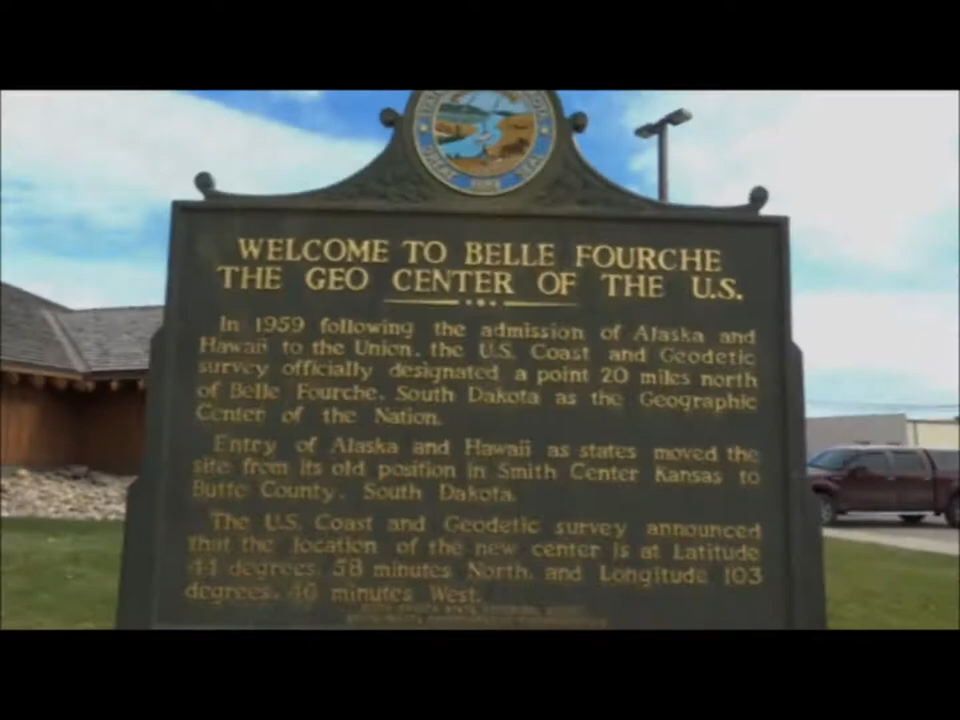 GREAT SEAL
WELCOME TO BELLE FOURCHE
THE GEO CENTER OF THE U.S.
In 1959 following the admission of Alaska and
Hawaii to the Union, the U.S. Coast and Geodetic
survey officially designated a point 20 miles north
of Belle Fourche, South Dakota as the Geographic
Center of the Nation.
Entry of Alaska and Hawaii as states moved the
site from its old position in Smith Center Kansas to
Butte County, South Dakota.
The U.S. Coast and Geodetic survey announced
that the location of the new center is at Latitude
44 degrees, 58 minutes North, and Longitude 103
degrees, 46 minutes West.